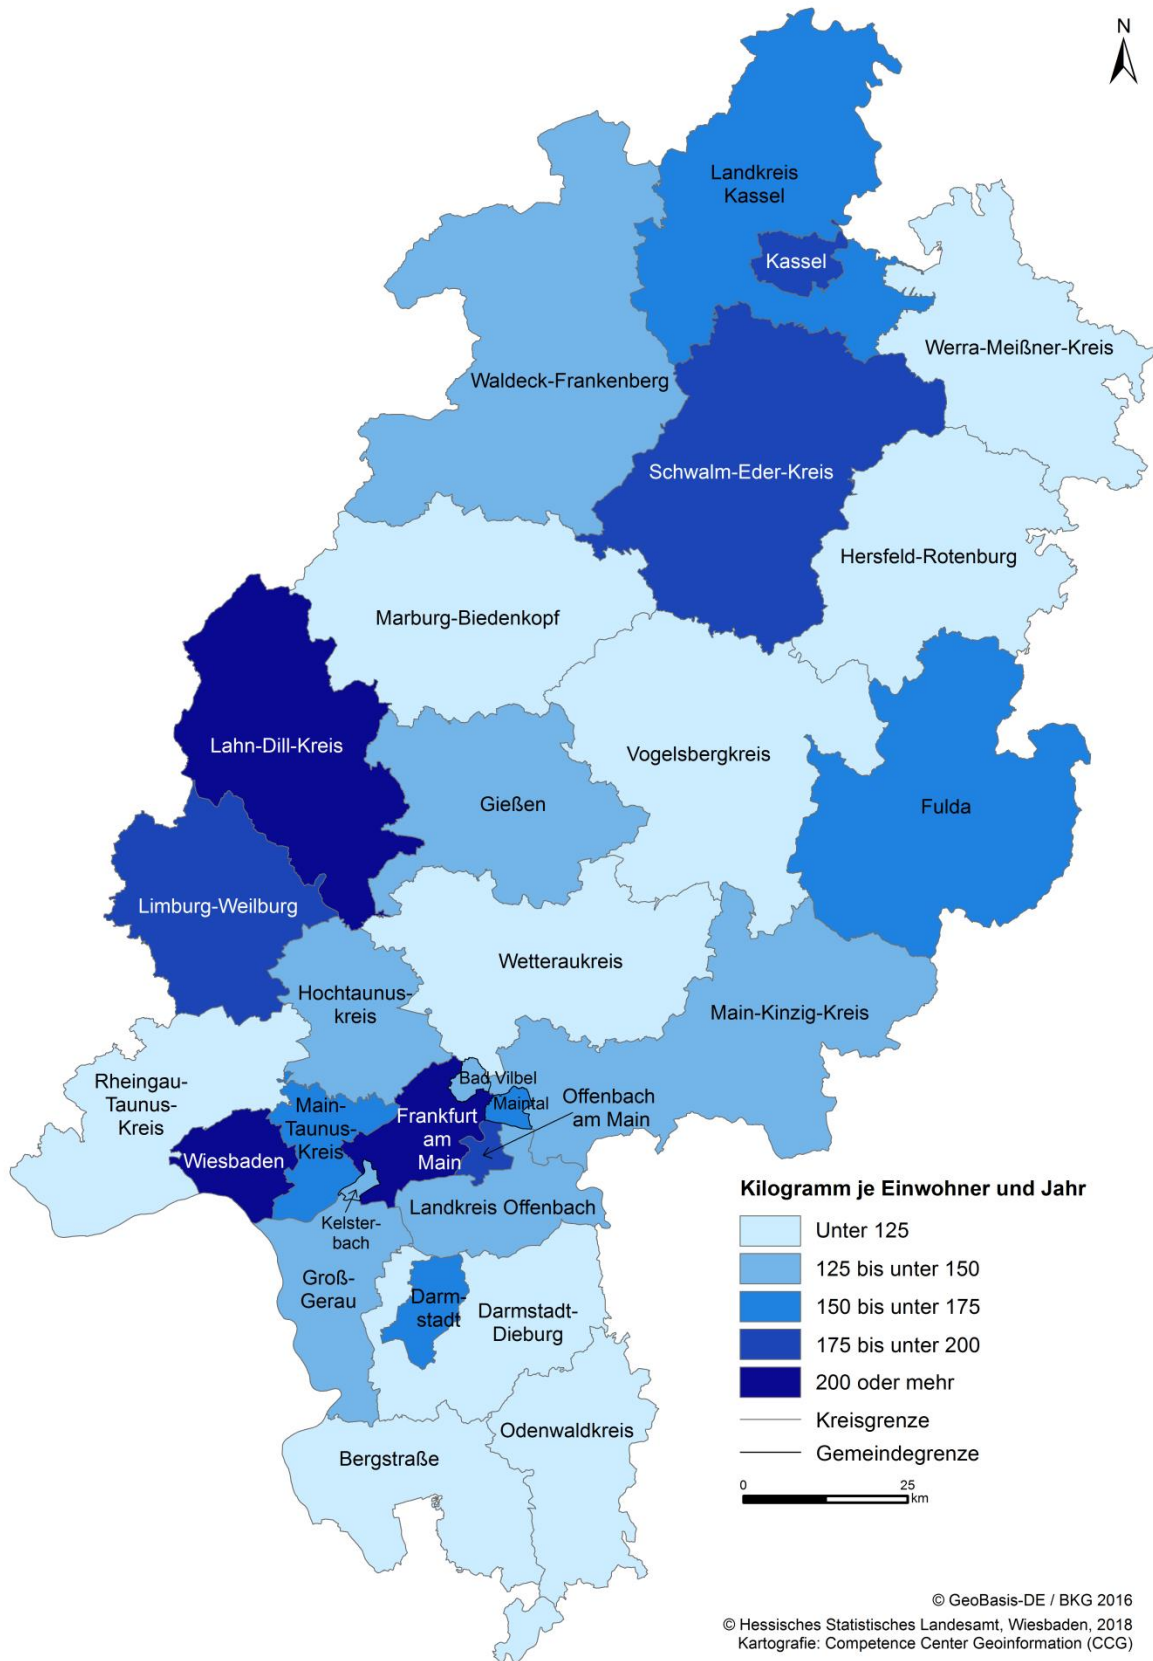 N
Landkreis
Kassel
Kassel
Werra-Meißner-Kreis
Waldeck-Frankenberg
Schwalm-Eder-Kreis
Hersfeld-Rotenburg
Marburg-Biedenkopf
Lahn-Dill-Kreis
Vogelsbergkreis
Gießen
Fulda
Limburg-Weilburg
Wetteraukreis
Hochtaunus-
kreis
Main-Kinzig-Kreis
Rheingau-
Taunus-
Kreis
Bad Vilbel
Maintal
Offenbach
am Main
Main-
Taunus-
Kreis
Frankfurt
am
Main
Wiesbaden
Kelster-
bach
Landkreis Offenbach
Groß-
Gerau
Darm-
stadt
Darmstadt-
Dieburg
Odenwaldkreis
Bergstraße
Kilogramm je Einwohner und Jahr
Unter 125
125 bis unter 150
150 bis unter 175
175 bis unter 200
200 oder mehr
Kreisgrenze
Gemeindegrenze
0 25
km
© GeoBasis-DE / BKG 2016
© Hessisches Statistisches Landesamt, Wiesbaden, 2018
Kartografie: Competence Center Geoinformation (CCG)